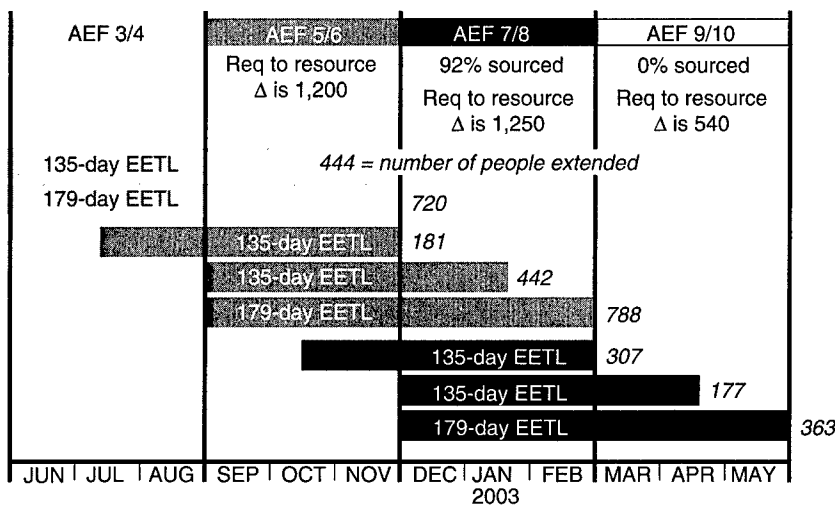 AEF 3/4 AEF 5/6 AEF 7/8 AEF 9/10
Req to resource
Δ is 1,200
92% sourced
Req to resource
Δ is 1,250
0% sourced
Req to resource
Δ is 540
135-day EETL 444 = number of people extended
179-day EETL 720
135-day EETL 181
135-day EETL 442
179-day EETL 788
135-day EETL 307
135-day EETL 177
179-day EETL 363
JUN JUL AUG SEP OCT NOV DEC JAN FEB MAR APR MAY
2003